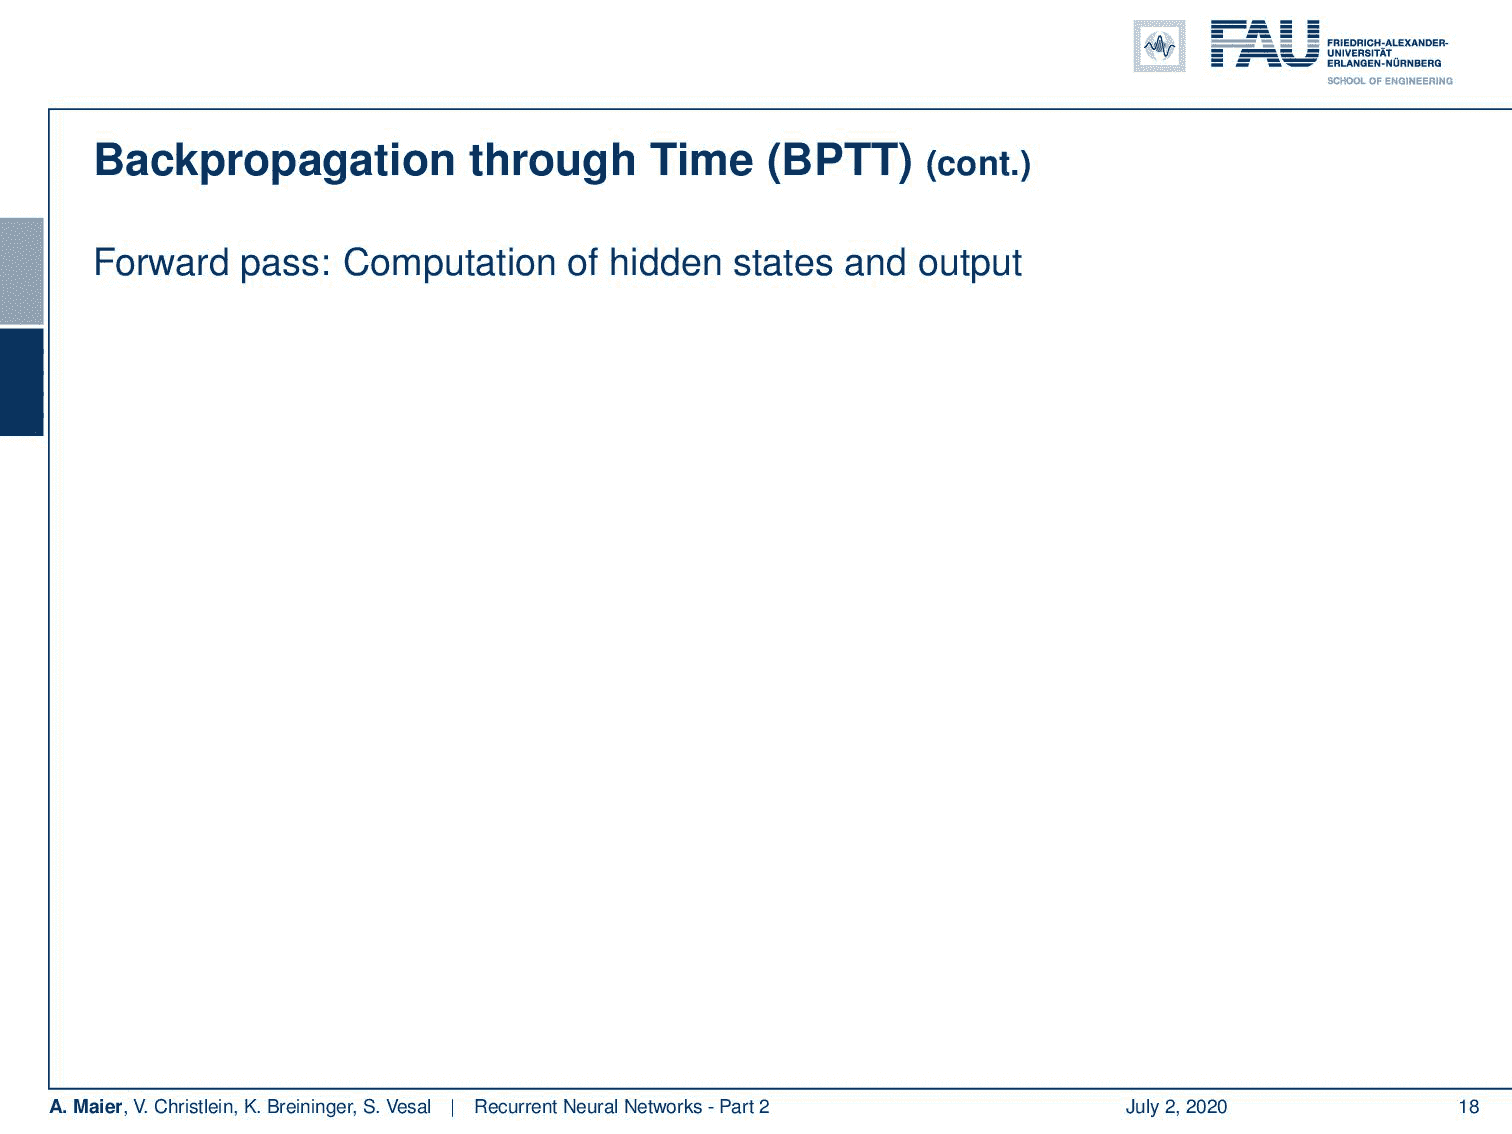 FAU
FRIEDRICH-ALEXANDER-
UNIVERSITÄT
ERLANGEN-NÜRNBERG
SCHOOL OF ENGINEERING
Backpropagation through Time (BPTT) (cont.)
Forward pass: Computation of hidden states and output
A. Maier, V. Christlein, K. Breininger, S. Vesal | Recurrent Neural Networks - Part 2 July 2, 2020 18